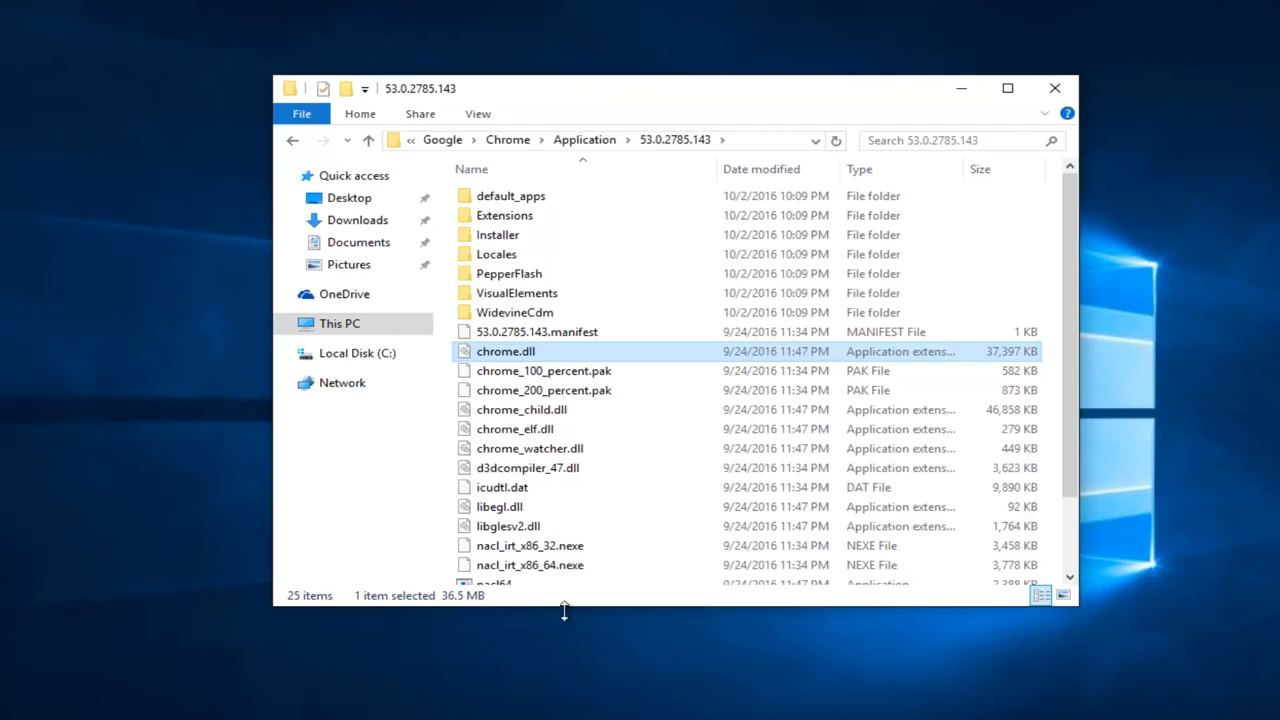 53.0.2785.143
File Home Share View
« Google Chrome Application 53.0.2785.143 Search 53.0.2785.143
Quick access
Desktop
Downloads
Documents
Pictures
OneDrive
This PC
Local Disk (C:)
Network
Name Date modified Type Size
default_apps 10/2/2016 10:09 PM File folder
Extensions 10/2/2016 10:09 PM File folder
Installer 10/2/2016 10:09 PM File folder
Locales 10/2/2016 10:09 PM File folder
PepperFlash 10/2/2016 10:09 PM File folder
VisualElements 10/2/2016 10:09 PM File folder
WidevineCdm 10/2/2016 10:09 PM File folder
53.0.2785.143.manifest 9/24/2016 11:34 PM MANIFEST File 1 KB
chrome.dll 9/24/2016 11:47 PM Application extens... 37,397 KB
chrome_100_percent.pak 9/24/2016 11:34 PM PAK File 582 KB
chrome_200_percent.pak 9/24/2016 11:34 PM PAK File 873 KB
chrome_child.dll 9/24/2016 11:47 PM Application extens... 46,858 KB
chrome_elf.dll 9/24/2016 11:47 PM Application extens... 279 KB
chrome_watcher.dll 9/24/2016 11:47 PM Application extens... 449 KB
d3dcompiler_47.dll 9/24/2016 11:34 PM Application extens... 3,623 KB
icudtl.dat 9/24/2016 11:34 PM DAT File 9,890 KB
libegl.dll 9/24/2016 11:47 PM Application extens... 92 KB
libglesv2.dll 9/24/2016 11:47 PM Application extens... 1,764 KB
nacl_irt_x86_32.nexe 9/24/2016 11:34 PM NEXE File 3,458 KB
nacl_irt_x86_64.nexe 9/24/2016 11:34 PM NEXE File 3,778 KB
nacl64 9/24/2016 11:47 PM Application 2,388 KB
25 items 1 item selected 36.5 MB